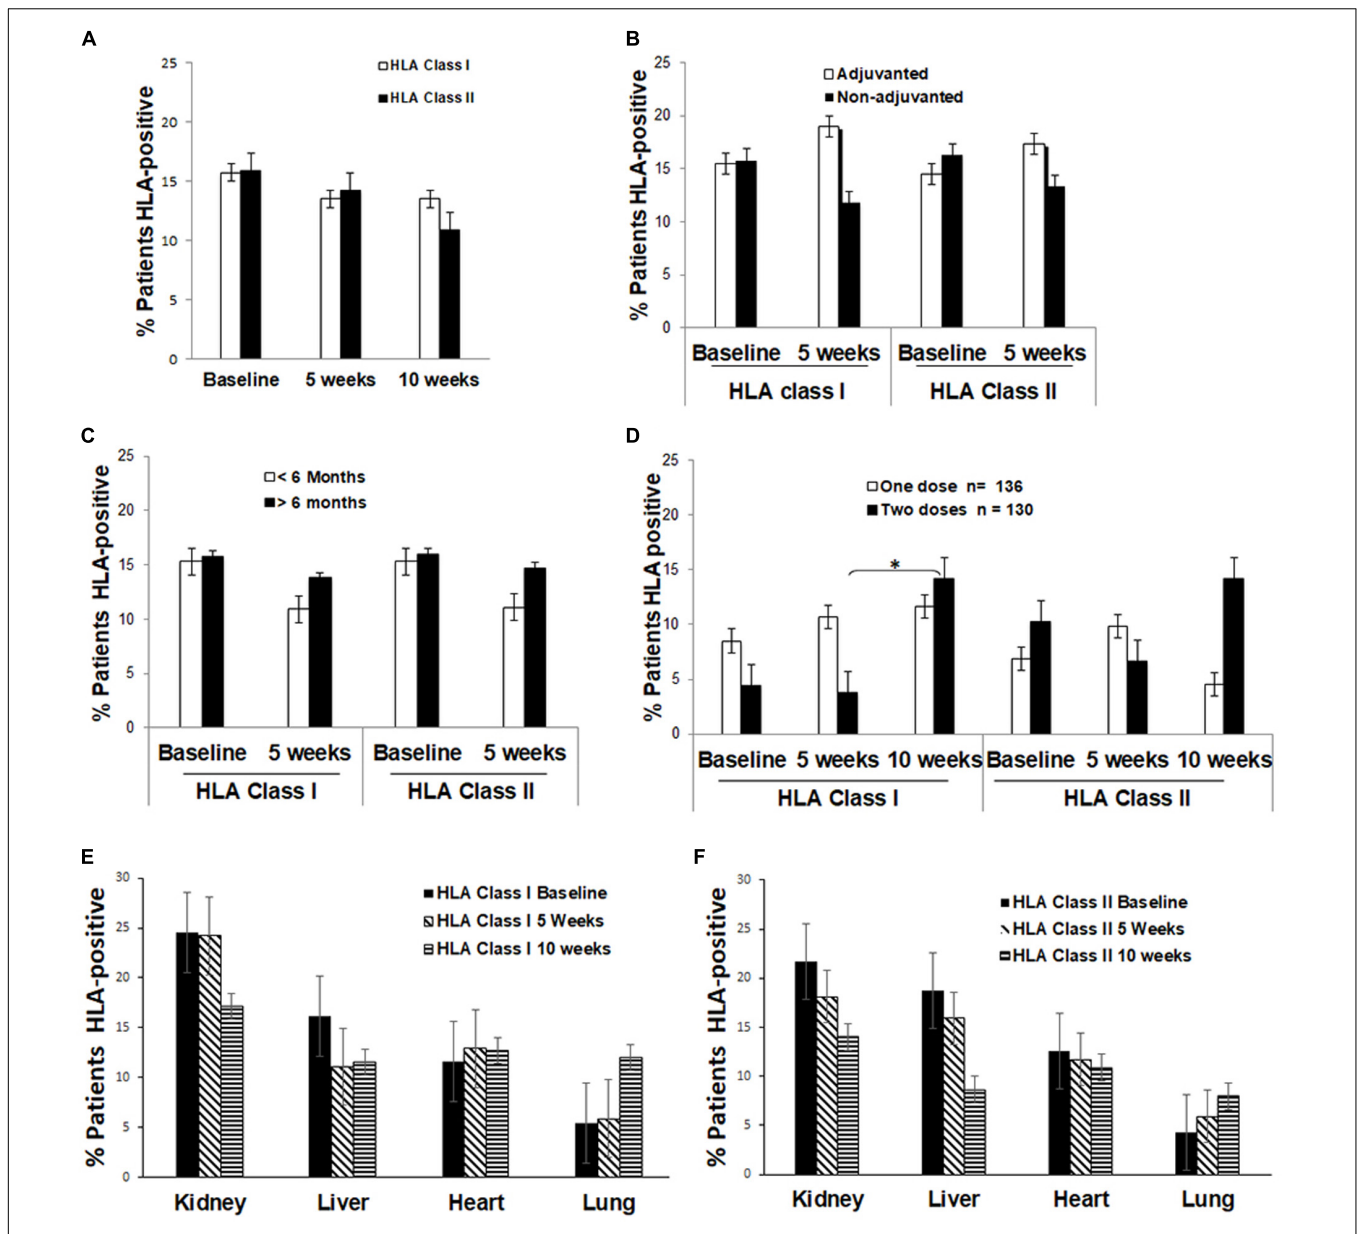 A
% Patients HLA-positive
25
20
15
10
5
0
HLA Class I
HLA Class II
Baseline 5 weeks 10 weeks
B
% Patients HLA-positive
25
20
15
10
5
0
Adjuvanted
Non-adjuvanted
Baseline 5 weeks Baseline 5 weeks
HLA class I HLA Class II
C
% Patients HLA-positive
25
20
15
10
5
0
< 6 Months
> 6 months
Baseline 5 weeks Baseline 5 weeks
HLA Class I HLA Class II
D
% Patients HLA positive
25
20
15
10
5
0
One dose n= 136
Two doses n = 130
*
Baseline 5 weeks 10 weeks Baseline 5 weeks 10 weeks
HLA Class I HLA Class II
E
% Patients HLA-positive
30
25
20
15
10
5
0
HLA Class I Baseline
HLA Class I 5 Weeks
HLA Class I 10 weeks
Kidney Liver Heart Lung
F
% Patients HLA-positive
30
25
20
15
10
5
0
HLA Class II Baseline
HLA Class II 5 Weeks
HLA Class II 10 weeks
Kidney Liver Heart Lung